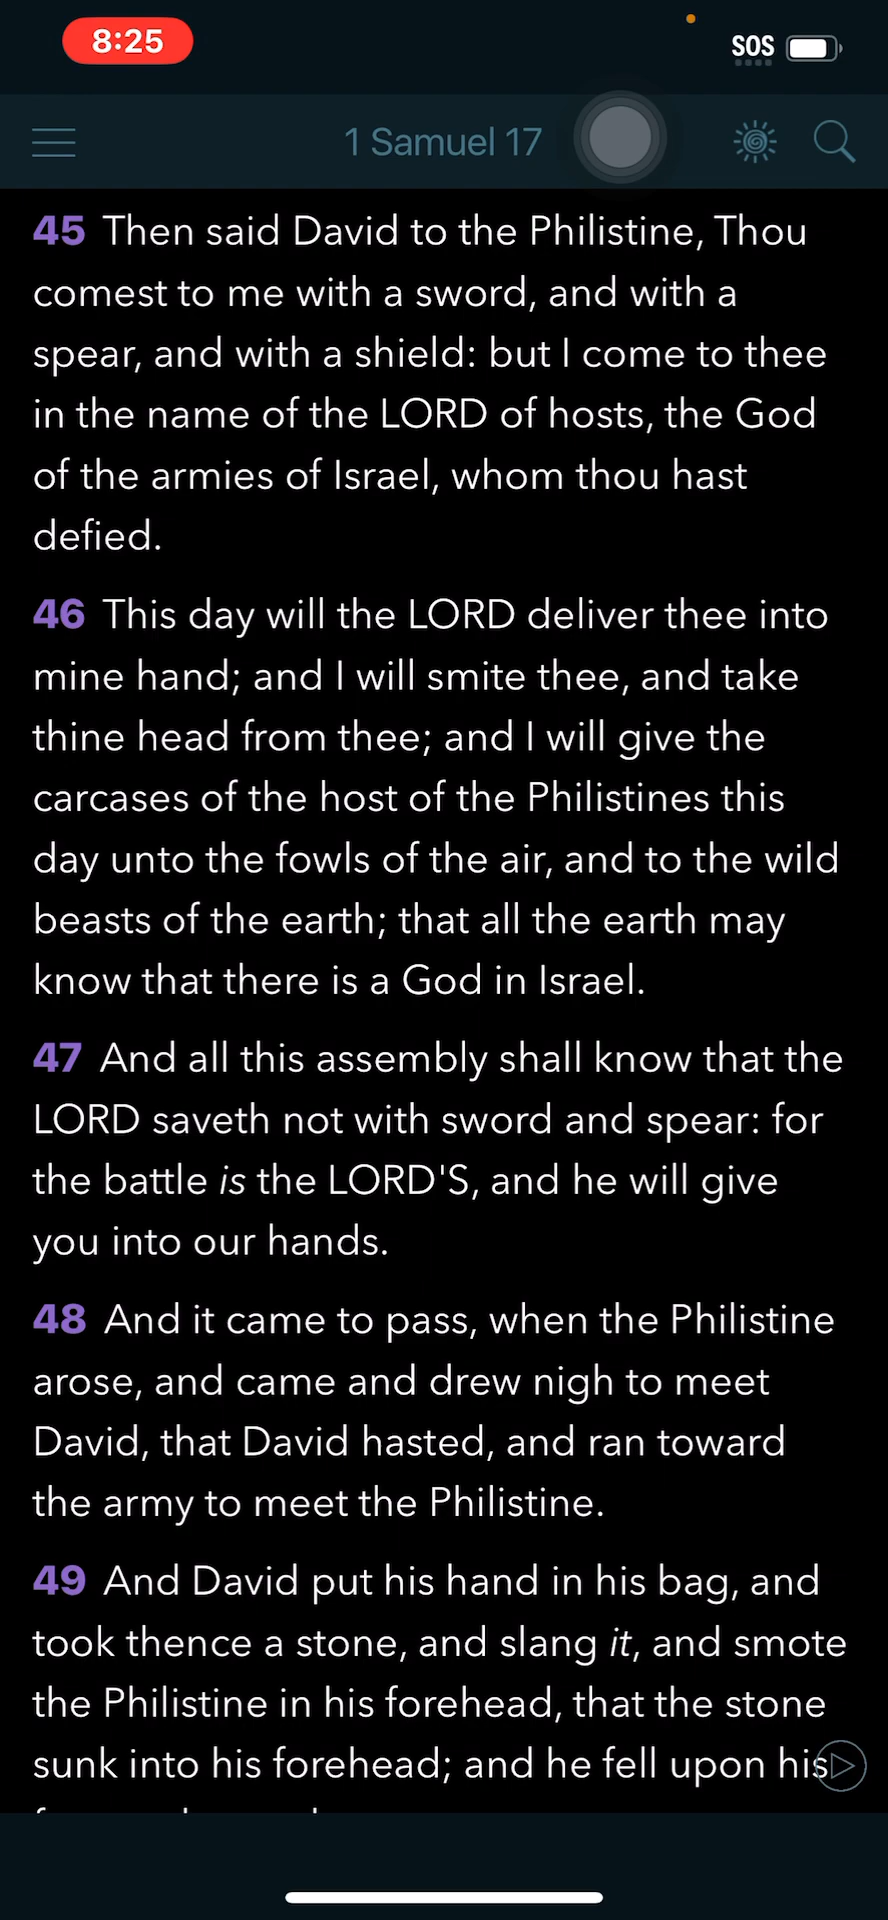 8:25
SOS
1 Samuel 17
45 Then said David to the Philistine, Thou
comest to me with a sword, and with a
spear, and with a shield: but I come to thee
in the name of the LORD of hosts, the God
of the armies of Israel, whom thou hast
defied.
46 This day will the LORD deliver thee into
mine hand; and I will smite thee, and take
thine head from thee; and I will give the
carcases of the host of the Philistines this
day unto the fowls of the air, and to the wild
beasts of the earth; that all the earth may
know that there is a God in Israel.
47 And all this assembly shall know that the
LORD saveth not with sword and spear: for
the battle is the LORD'S, and he will give
you into our hands.
48 And it came to pass, when the Philistine
arose, and came and drew nigh to meet
David, that David hasted, and ran toward
the army to meet the Philistine.
49 And David put his hand in his bag, and
took thence a stone, and slang it, and smote
the Philistine in his forehead, that the stone
sunk into his forehead; and he fell upon his